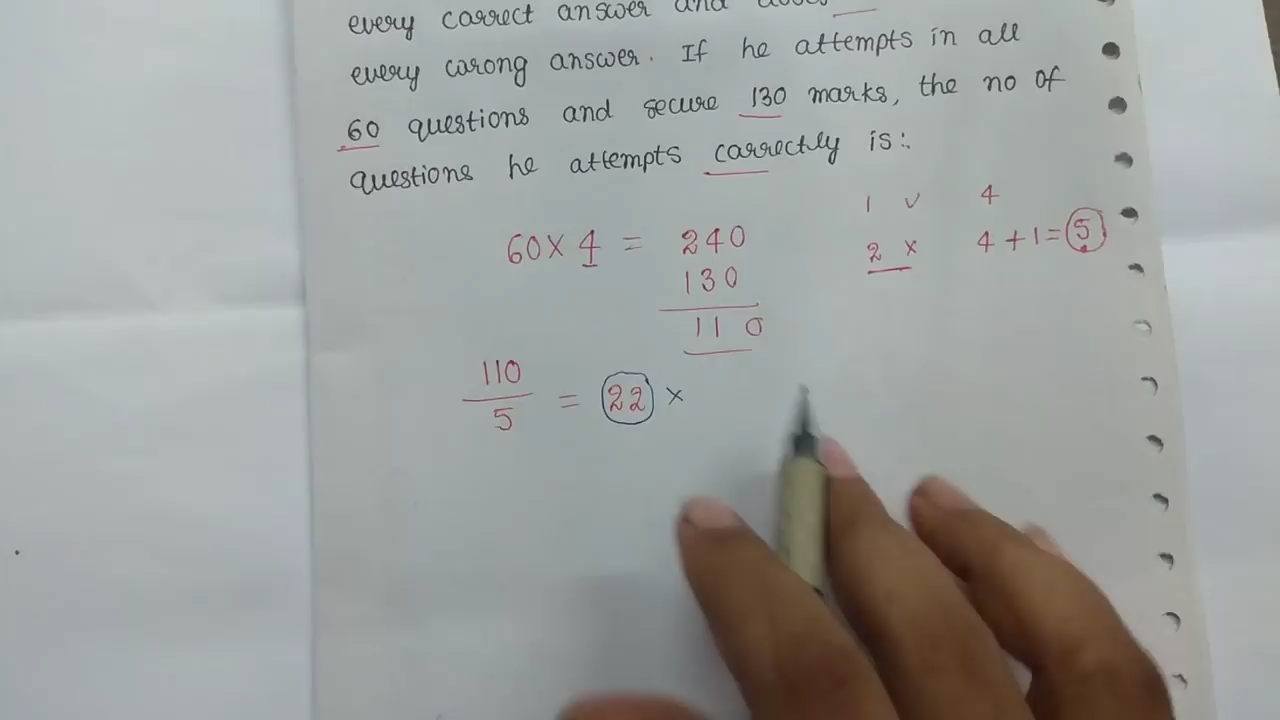 every correct answer and
every carong answer. If he attempts in all
60 questions and secure 130 marks, the no of
questions he attempts carrectly is:
1 ✓ 4
60 × 4 = 240
2 × 4 + 1 = 5
130
110
110
5
= 22 ×